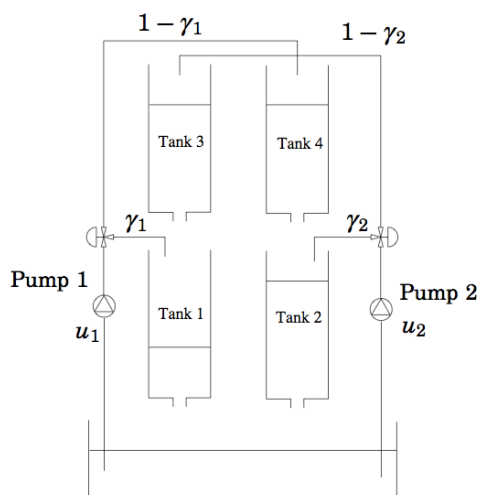 1 − γ₁
1 − γ₂
Tank 3
Tank 4
γ₁
γ₂
Pump 1
Pump 2
Tank 1
Tank 2
u₁
u₂